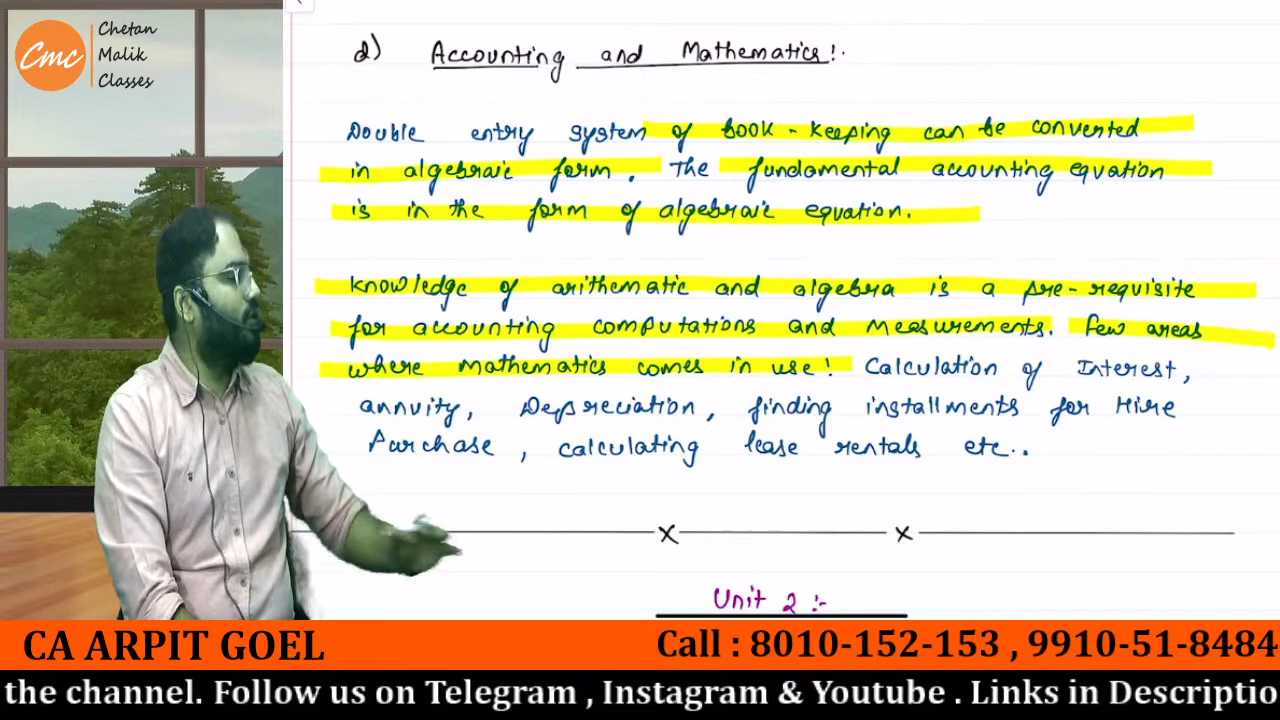 cmc
Chetan
Malik
Classes
d) Accounting and Mathematics!.
Double entry system of book - keeping can be converted
in algebraic form. The fundamental accounting equation
is in the form of algebraic equation.
Knowledge of arithematic and algebra is a pre-requisite
for accounting computations and measurements. Few areas
where mathematics comes in use! Calculation of Interest,
annvity, Depreciation, finding installments for Hire
Purchase, calculating lease rentals etc..
x x
Unit 2 :-
CA ARPIT GOEL
Call : 8010-152-153 , 9910-51-8484
the channel. Follow us on Telegram , Instagram & Youtube . Links in Descriptio